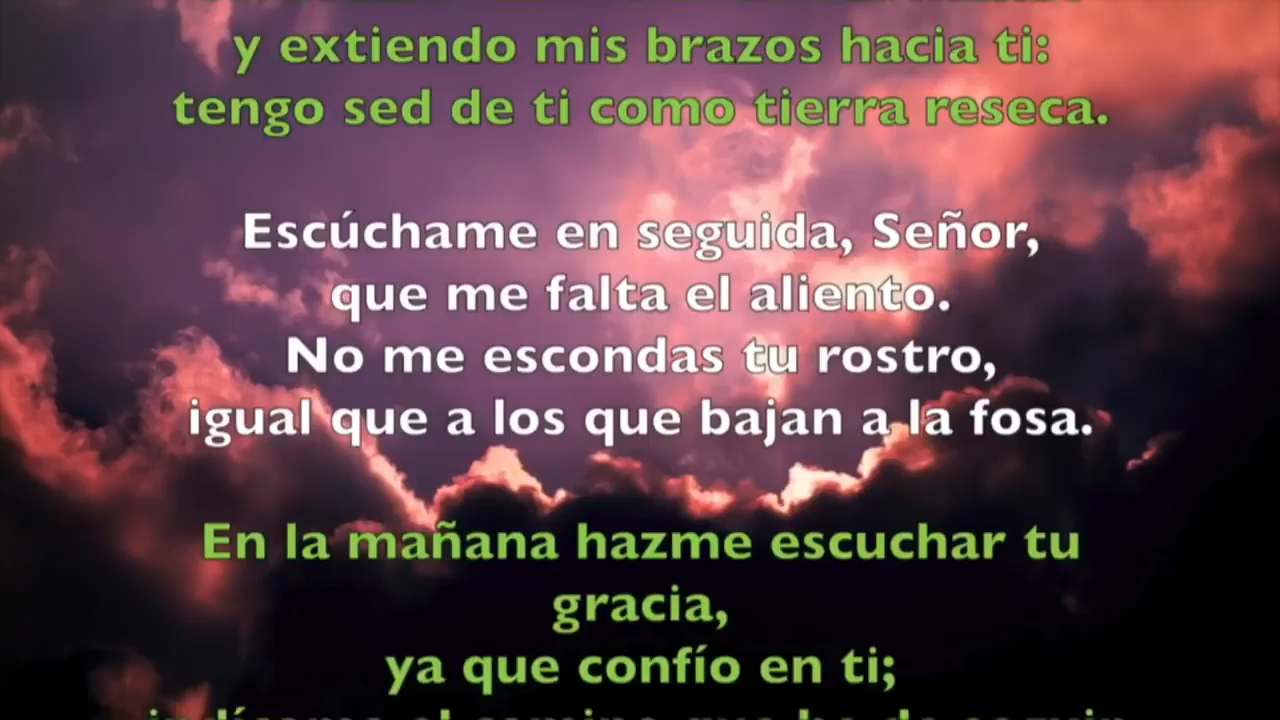 y extiendo mis brazos hacia ti:
tengo sed de ti como tierra reseca.
Escúchame en seguida, Señor,
que me falta el aliento.
No me escondas tu rostro,
igual que a los que bajan a la fosa.
En la mañana hazme escuchar tu
gracia,
ya que confío en ti;